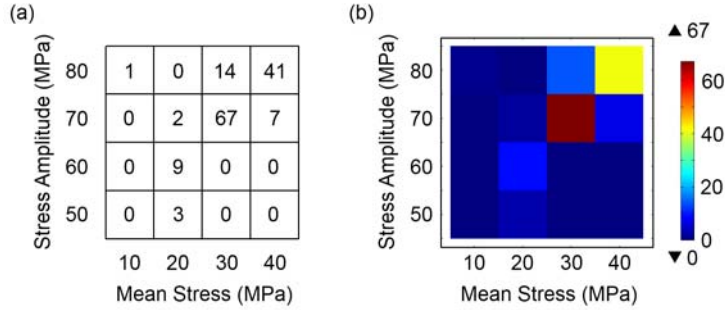 (a)
Stress Amplitude (MPa)
80 1 0 14 41
70 0 2 67 7
60 0 9 0 0
50 0 3 0 0
10 20 30 40
Mean Stress (MPa)
(b)
Stress Amplitude (MPa)
80
70
60
50
10 20 30 40
Mean Stress (MPa)
▲ 67
60
40
20
0
▼ 0